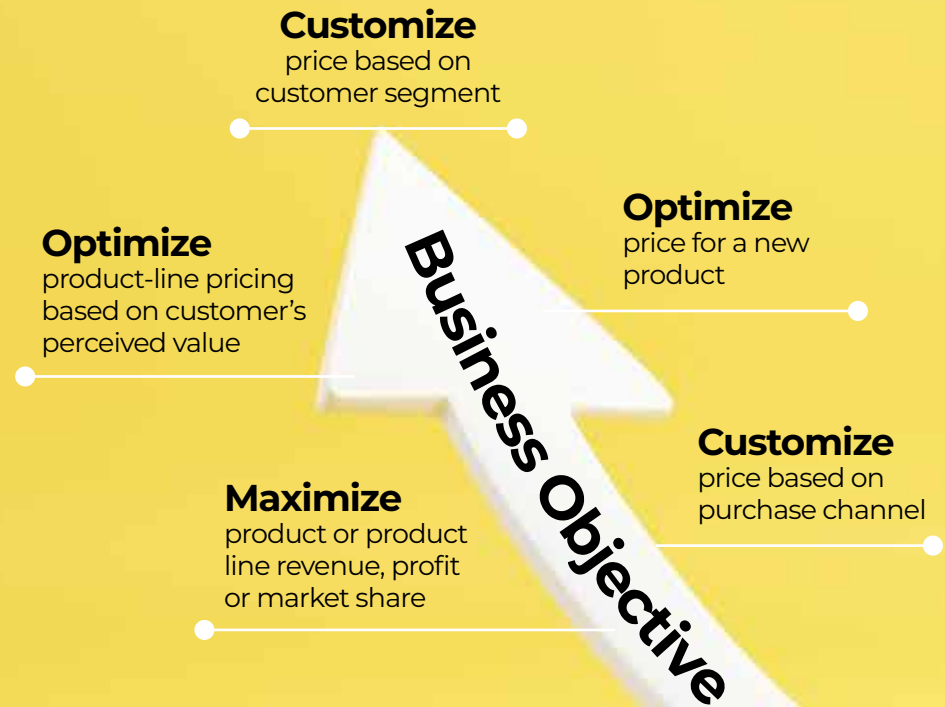 Customize
price based on
customer segment
Optimize
price for a new
product
Optimize
product-line pricing
based on customer’s
perceived value
Business Objective
Customize
price based on
purchase channel
Maximize
product or product
line revenue, profit
or market share